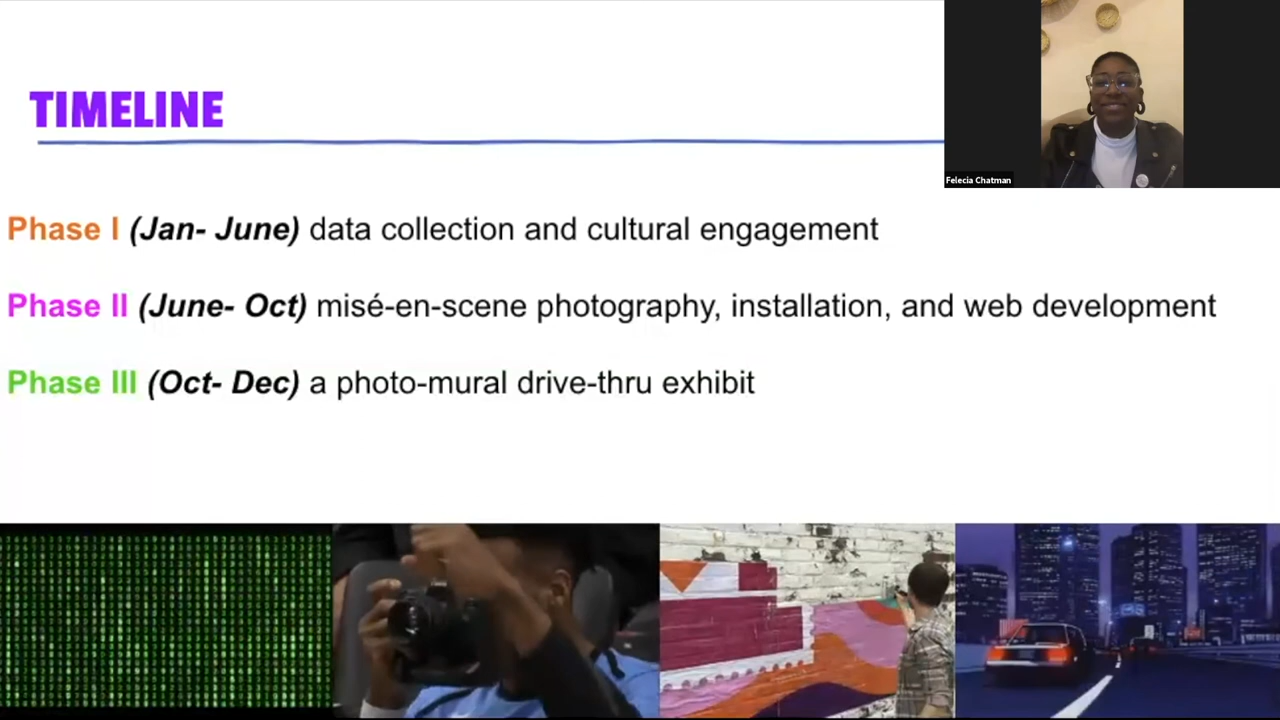 TIMELINE
Felecia Chatman
Phase I (Jan- June) data collection and cultural engagement
Phase II (June- Oct) misé-en-scene photography, installation, and web development
Phase III (Oct- Dec) a photo-mural drive-thru exhibit